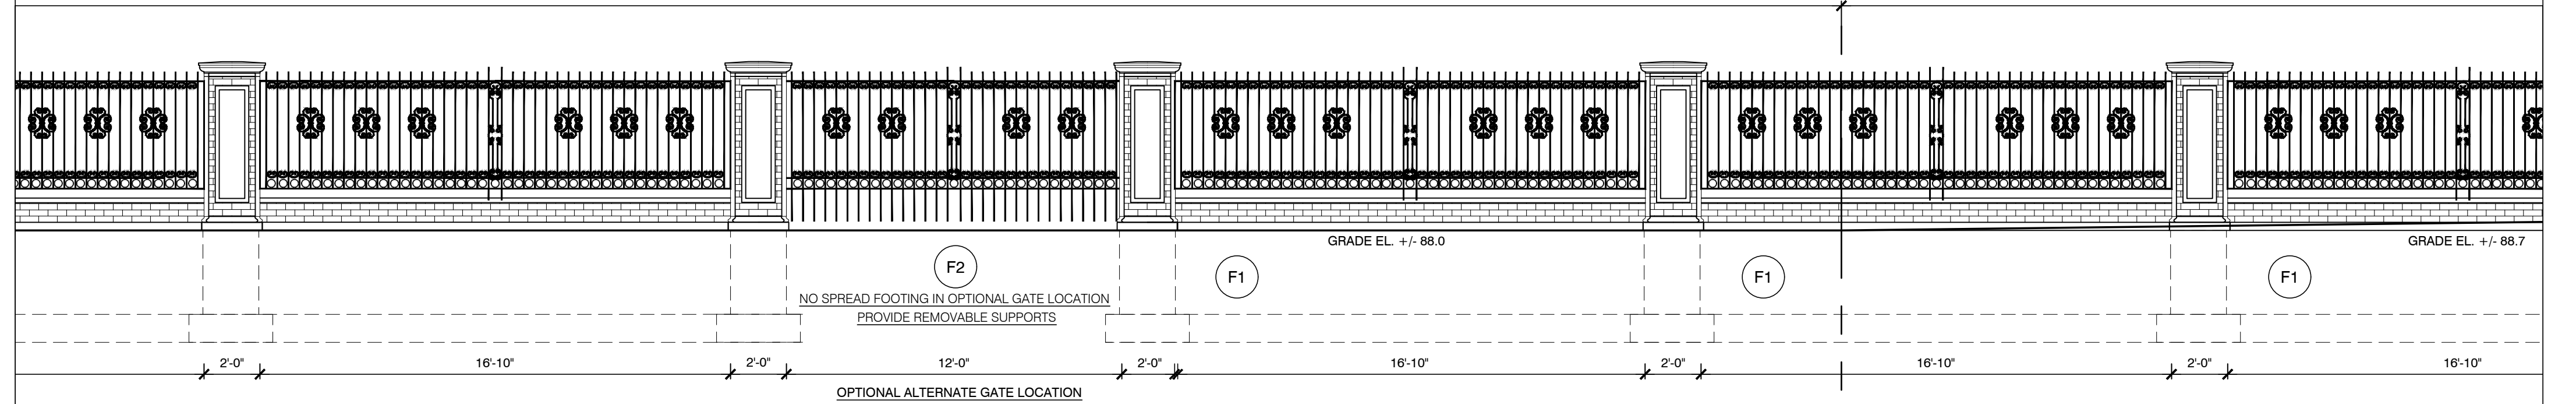 GRADE EL. +/- 88.0
GRADE EL. +/- 88.7
F2
F1
F1
F1
NO SPREAD FOOTING IN OPTIONAL GATE LOCATION
PROVIDE REMOVABLE SUPPORTS
2'-0" 16'-10" 2'-0" 12'-0" 2'-0" 16'-10" 2'-0" 16'-10" 2'-0" 16'-10"
OPTIONAL ALTERNATE GATE LOCATION